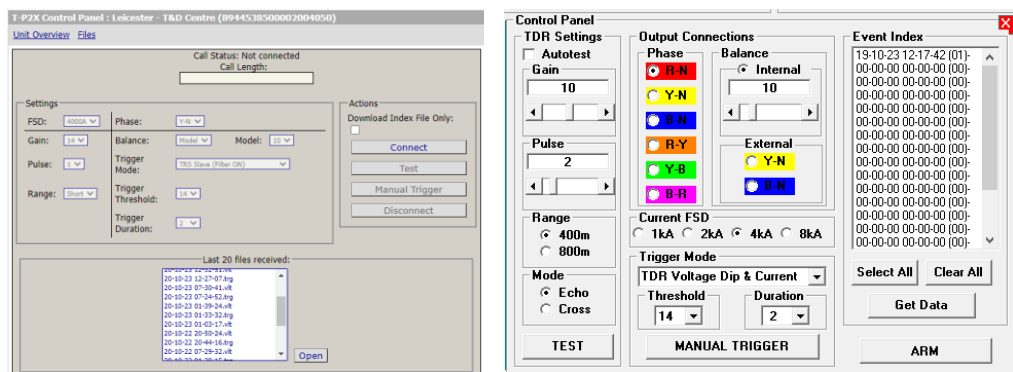 T-P2X Control Panel : Leicester - T&D Centre (8944538500002004050)
Unit Overview Files
Call Status: Not connected
Call Length:
Settings
FSD: 4000A
Phase: Y-N
Gain: 14
Balance: Model
Model: 10
Pulse: 1
Trigger Mode: TRS Slave (Filter ON)
Range: Short
Trigger Threshold: 14
Trigger Duration: 2
Actions
Download Index File Only:
Connect
Test
Manual Trigger
Disconnect
Last 20 files received:
20-10-23 12-27-07.trg
20-10-23 07-30-41.vlt
20-10-23 07-24-52.trg
20-10-23 01-39-24.vlt
20-10-23 01-33-32.trg
20-10-23 01-03-17.vlt
20-10-22 20-50-24.vlt
20-10-22 20-44-16.trg
20-10-22 07-29-32.vlt
Open
Control Panel
X
TDR Settings
Autotest
Gain
10
Pulse
2
Range
400m
800m
Mode
Echo
Cross
TEST
Output Connections
Phase
R-N
Y-N
B-N
R-Y
Y-B
B-R
Balance
Internal
10
External
Y-N
B-N
Current FSD
1kA 2kA 4kA 8kA
Trigger Mode
TDR Voltage Dip & Current
Threshold
14
Duration
2
MANUAL TRIGGER
Event Index
19-10-23 12-17-42 (01)-
00-00-00 00-00-00 (00)-
00-00-00 00-00-00 (00)-
00-00-00 00-00-00 (00)-
00-00-00 00-00-00 (00)-
00-00-00 00-00-00 (00)-
00-00-00 00-00-00 (00)-
00-00-00 00-00-00 (00)-
00-00-00 00-00-00 (00)-
00-00-00 00-00-00 (00)-
00-00-00 00-00-00 (00)-
00-00-00 00-00-00 (00)-
00-00-00 00-00-00 (00)-
00-00-00 00-00-00 (00)-
00-00-00 00-00-00 (00)-
Select All
Clear All
Get Data
ARM